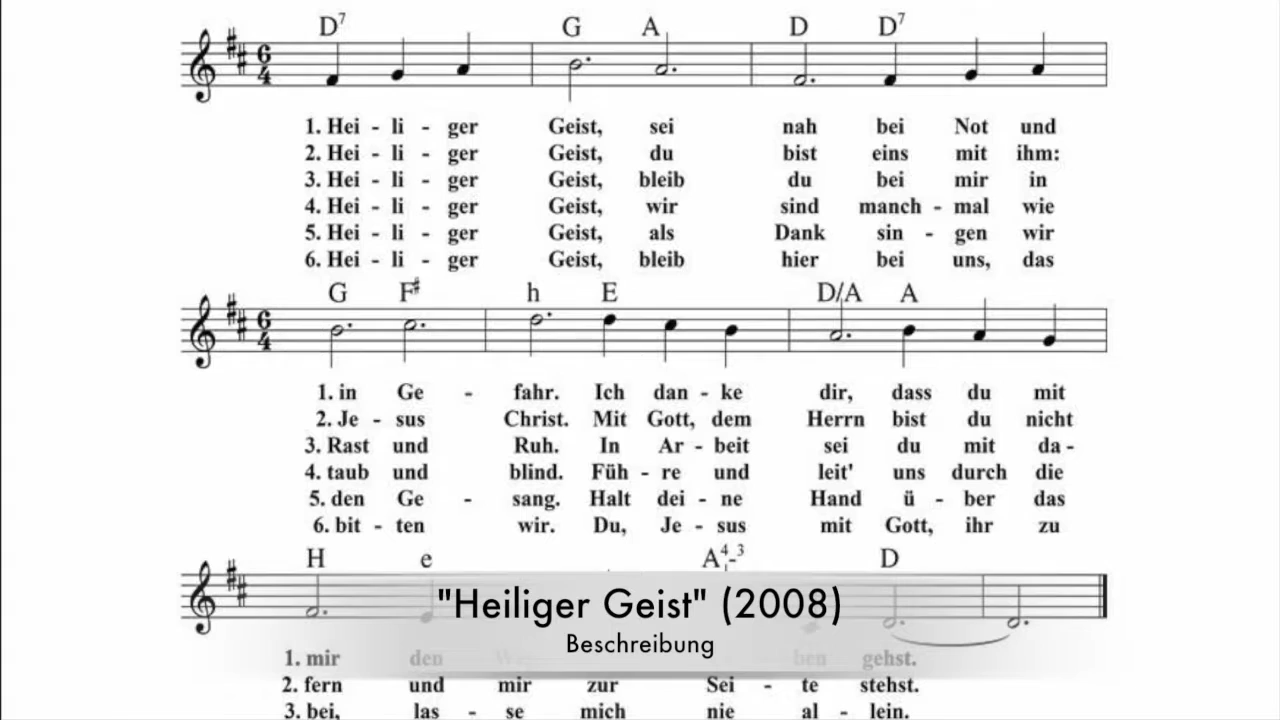 D7 G A D D7
6 4
1. Hei - li - ger Geist, sei nah bei Not und
2. Hei - li - ger Geist, du bist eins mit ihm:
3. Hei - li - ger Geist, bleib du bei mir in
4. Hei - li - ger Geist, wir sind manch - mal wie
5. Hei - li - ger Geist, als Dank sin - gen wir
6. Hei - li - ger Geist, bleib hier bei uns, das
G F# h E D/A A
6 4
1. in Ge - fahr. Ich dan - ke dir, dass du mit
2. Je - sus Christ. Mit Gott, dem Herrn bist du nicht
3. Rast und Ruh. In Ar - beit sei du mit da -
4. taub und blind. Füh - re und leit' uns durch die
5. den Ge - sang. Halt dei - ne Hand ü - ber das
6. bit - ten wir. Du, Je - sus mit Gott, ihr zu
H e A4-3 D
"Heiliger Geist" (2008)
Beschreibung
1. mir den ben gehst.
2. fern und mir zur Sei - te stehst.
3. bei, las - se mich nie al - lein.